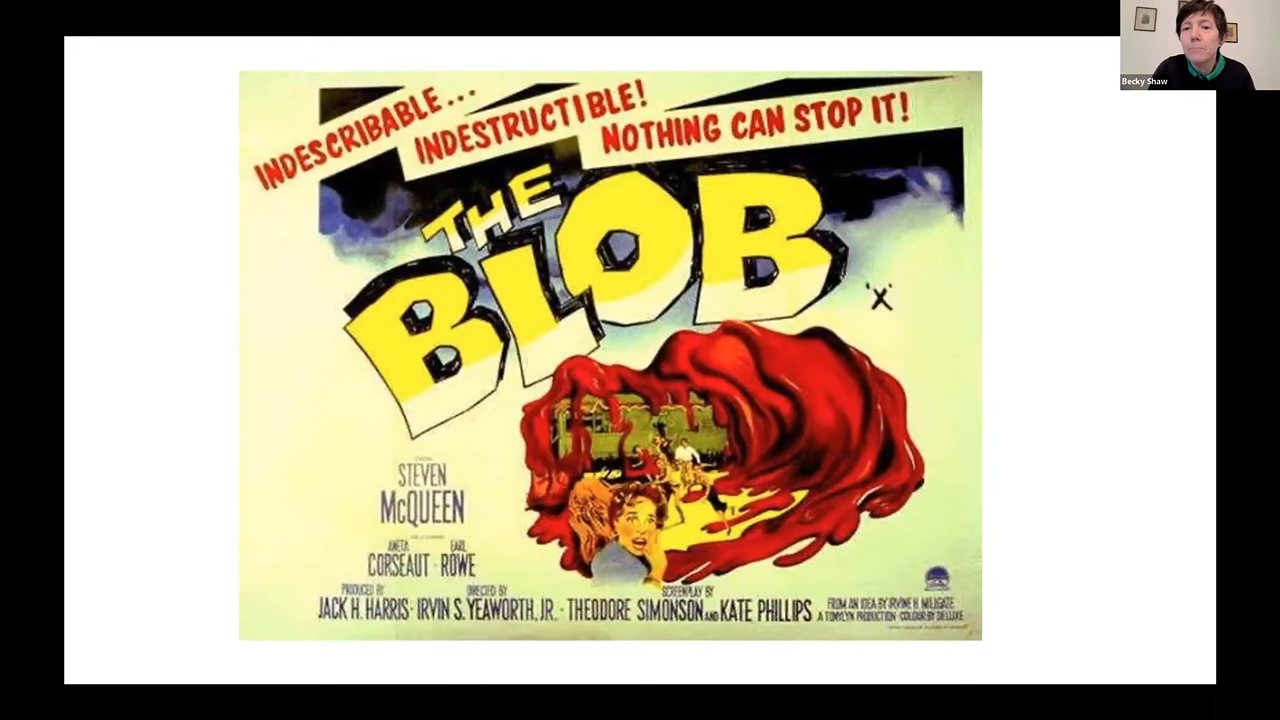 INDESCRIBABLE...
INDESTRUCTIBLE!
NOTHING CAN STOP IT!
THE
BLOB
'X'
STEVEN
McQUEEN
ANETA CORSEAUT · EARL ROWE
PRODUCED BY
JACK H. HARRIS ·
DIRECTED BY
IRVIN S. YEAWORTH, JR. ·
SCREENPLAY BY
THEODORE SIMONSON AND KATE PHILLIPS
FROM AN IDEA BY IRVINE H. MILLGATE
A TONYLYN PRODUCTION · COLOUR BY DELUXE
Becky Shaw